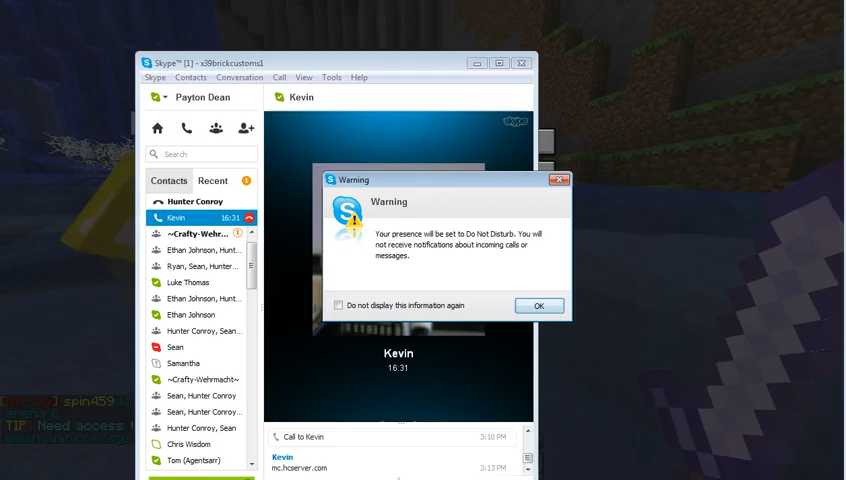 Skype™ [1] - x39brickcustoms1
Skype Contacts Conversation Call View Tools Help
Payton Dean
Kevin
skype
Search
Contacts Recent 1
Hunter Conroy
Kevin 16:31
~Crafty-Wehr...
Ethan Johnson, Hunt...
Ryan, Sean, Hunter...
Luke Thomas
Ethan Johnson, Hunt...
Ethan Johnson
Hunter Conroy, Sean...
Sean
Samantha
~Crafty-Wehrmacht~
Sean, Hunter Conroy
Sean, Hunter Conroy...
Hunter Conroy, Sean
Chris Wisdom
Tom (Agentsarr)
Warning
Warning
Your presence will be set to Do Not Disturb. You will
not receive notifications about incoming calls or
messages.
Do not display this information again
OK
Kevin
16:31
Call to Kevin 3:10 PM
Kevin
mc.hcserver.com 3:13 PM
spin459
arena 6
TIP Need access